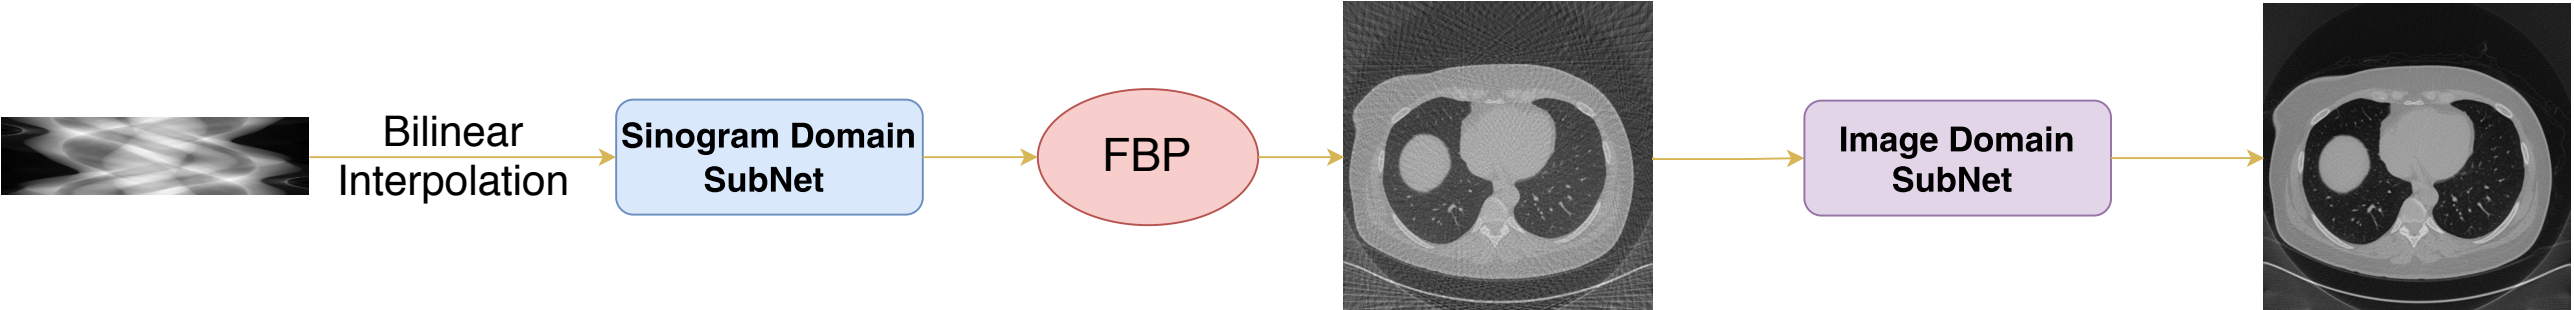 Bilinear
Interpolation
Sinogram Domain
SubNet
FBP
Image Domain
SubNet